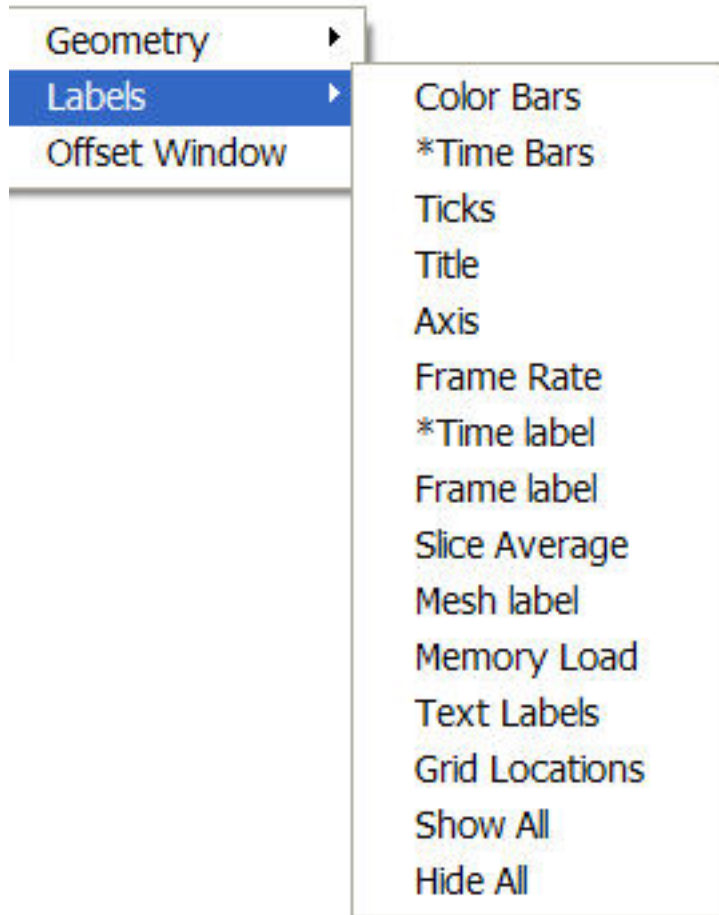 Geometry
Labels
Offset Window
Color Bars
*Time Bars
Ticks
Title
Axis
Frame Rate
*Time label
Frame label
Slice Average
Mesh label
Memory Load
Text Labels
Grid Locations
Show All
Hide All